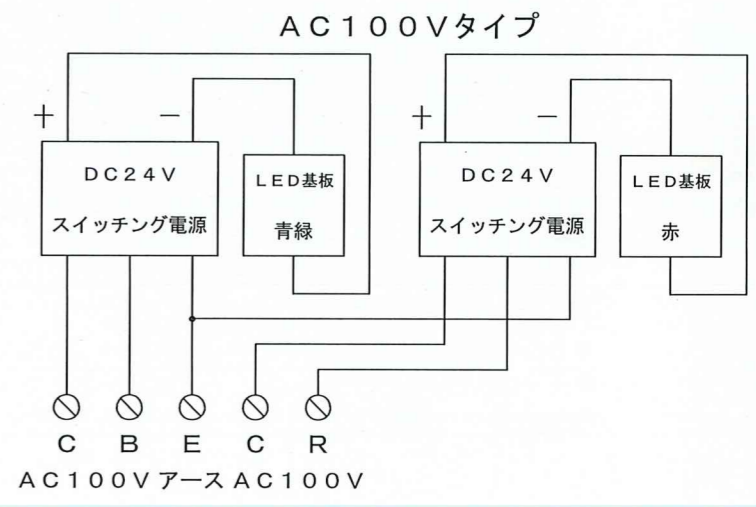 AC100Vタイプ
+ − + −
DC24V
スイッチング電源
LED基板
青緑
DC24V
スイッチング電源
LED基板
赤
C B E C R
AC100V アース AC100V